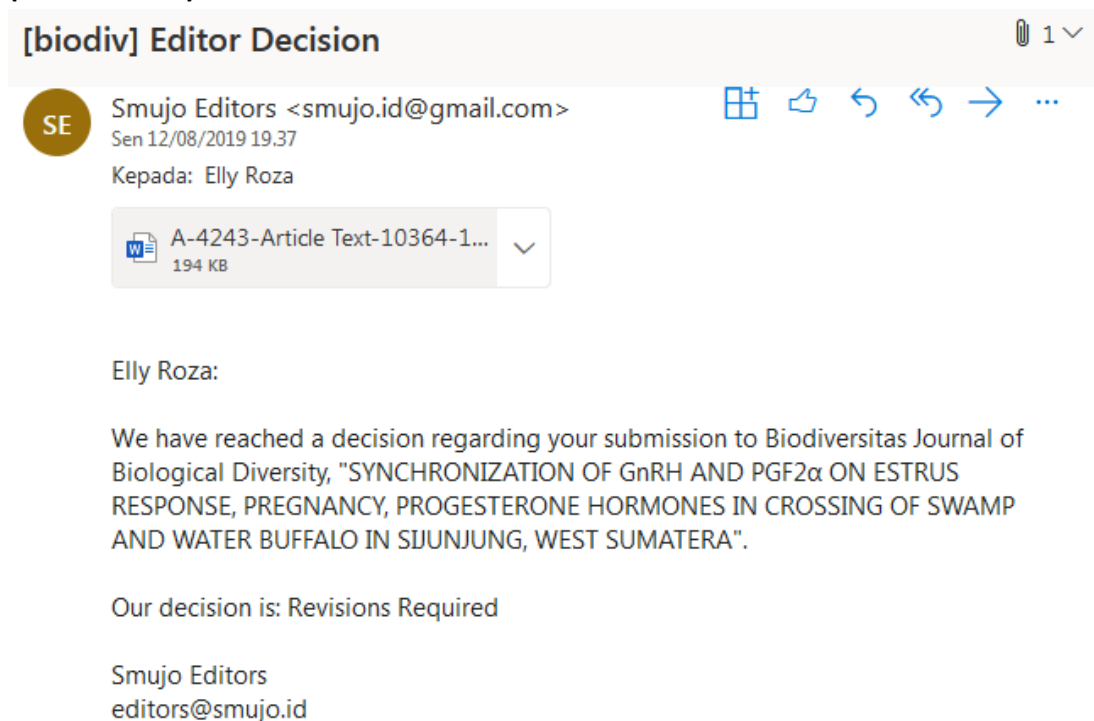 [biodiv] Editor Decision
1
SE
Smujo Editors <smujo.id@gmail.com>
Sen 12/08/2019 19.37
Kepada: Elly Roza
A-4243-Article Text-10364-1...
194 KB
Elly Roza:
We have reached a decision regarding your submission to Biodiversitas Journal of
Biological Diversity, "SYNCHRONIZATION OF GnRH AND PGF2α ON ESTRUS
RESPONSE, PREGNANCY, PROGESTERONE HORMONES IN CROSSING OF SWAMP
AND WATER BUFFALO IN SIJUNJUNG, WEST SUMATERA".
Our decision is: Revisions Required
Smujo Editors
editors@smujo.id